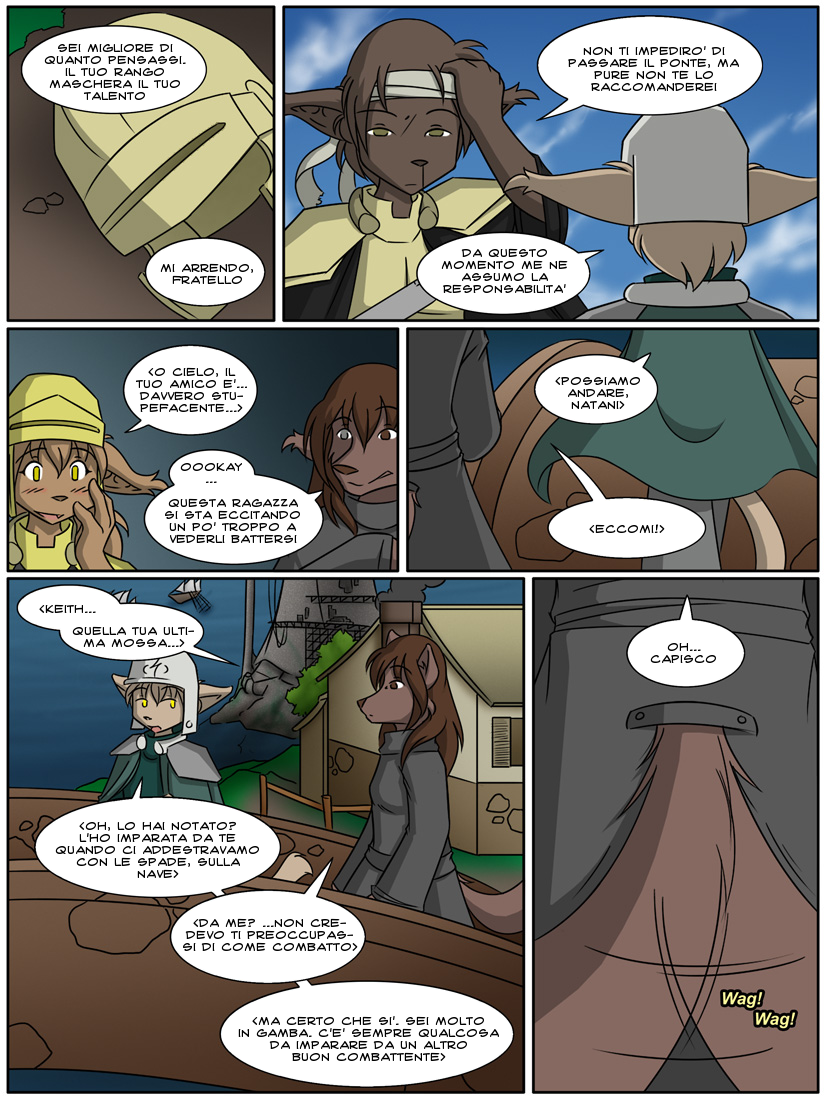 SEI MIGLIORE DI
QUANTO PENSASSI.
IL TUO RANGO
MASCHERA IL TUO
TALENTO
MI ARRENDO,
FRATELLO
NON TI IMPEDIRO' DI
PASSARE IL PONTE, MA
PURE NON TE LO
RACCOMANDEREI
DA QUESTO
MOMENTO ME NE
ASSUMO LA
RESPONSABILITA'
<O CIELO, IL
TUO AMICO E'...
DAVVERO STU-
PEFACENTE...>
OOOKAY
...
QUESTA RAGAZZA
SI STA ECCITANDO
UN PO' TROPPO A
VEDERLI BATTERSI
<POSSIAMO
ANDARE,
NATANI>
<ECCOMI!>
<KEITH...
QUELLA TUA ULTI-
MA MOSSA...>
<OH, LO HAI NOTATO?
L'HO IMPARATA DA TE
QUANDO CI ADDESTRAVAMO
CON LE SPADE, SULLA
NAVE>
<DA ME? ...NON CRE-
DEVO TI PREOCCUPAS-
SI DI COME COMBATTO>
<MA CERTO CHE SI'. SEI MOLTO
IN GAMBA. C'E' SEMPRE QUALCOSA
DA IMPARARE DA UN ALTRO
BUON COMBATTENTE>
OH...
CAPISCO
Wag!
Wag!